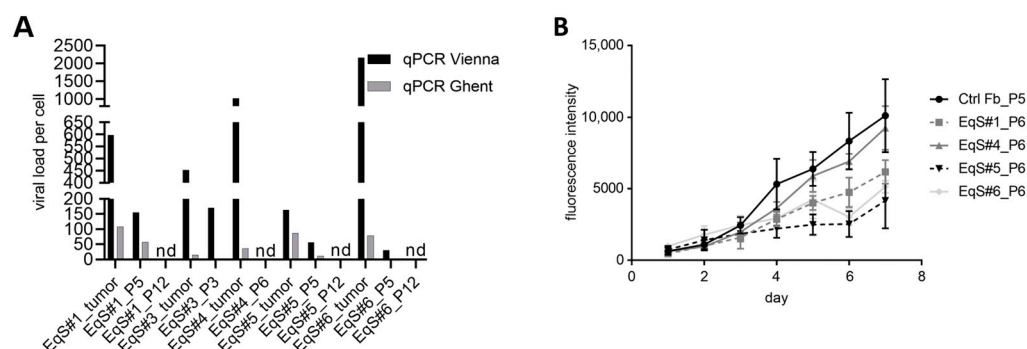 A
viral load per cell
2500
2000
1500
1000
650
600
550
500
450
400
200
150
100
50
0
qPCR Vienna
qPCR Ghent
nd
nd
nd
nd
EqS#1_tumor
EqS#1_P5
EqS#1_P12
EqS#3_tumor
EqS#3_P3
EqS#4_tumor
EqS#4_P6
EqS#5_tumor
EqS#5_P5
EqS#5_P12
EqS#6_tumor
EqS#6_P5
EqS#6_P12
B
fluorescence intensity
15,000
10,000
5000
0
0
2
4
6
8
day
Ctrl Fb_P5
EqS#1_P6
EqS#4_P6
EqS#5_P6
EqS#6_P6